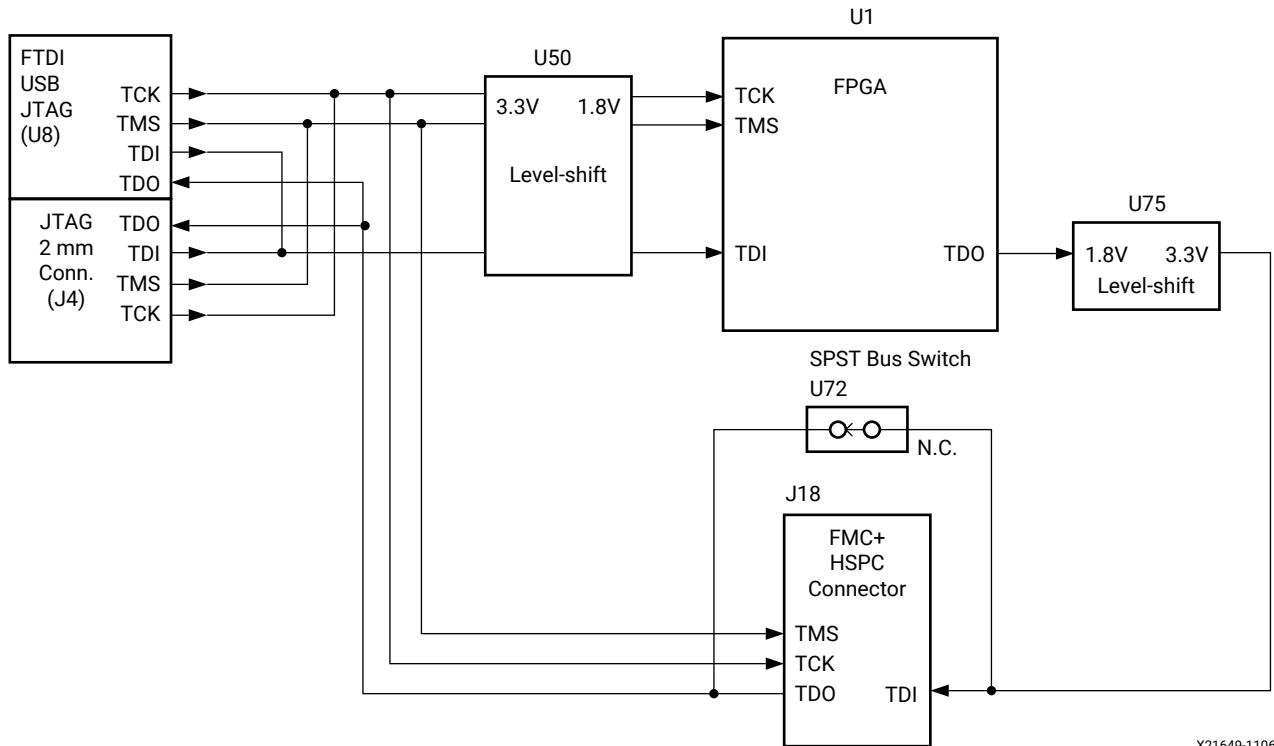 U1
FTDI
USB
JTAG
(U8)
TCK
TMS
TDI
TDO
JTAG
2 mm
Conn.
(J4)
TDO
TDI
TMS
TCK
U50
3.3V 1.8V
Level-shift
TCK
TMS
FPGA
TDI
TDO
U75
1.8V 3.3V
Level-shift
SPST Bus Switch
U72
N.C.
J18
FMC+
HSPC
Connector
TMS
TCK
TDO
TDI